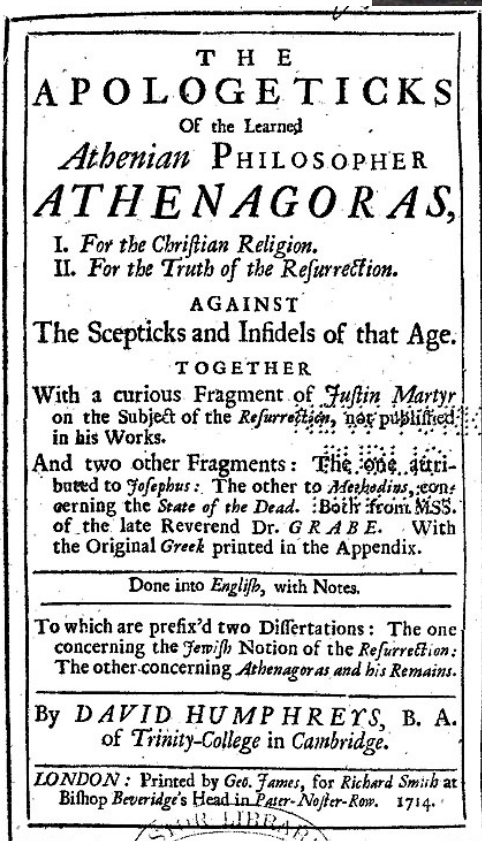 THE
APOLOGETICKS
Of the Learned
Athenian PHILOSOPHER
ATHENAGORAS,
I. For the Chriſtian Religion.
II. For the Truth of the Reſurrection.
AGAINST
The Scepticks and Infidels of that Age.
TOGETHER
With a curious Fragment of Juſtin Martyr
on the Subject of the Reſurrection, not publiſhed
in his Works.
And two other Fragments: The one attri-
buted to Joſephus: The other to Methodius, con-
cerning the State of the Dead. Both from MSS.
of the late Reverend Dr. GRABE. With
the Original Greek printed in the Appendix.
Done into Engliſh, with Notes.
To which are prefix'd two Diſſertations: The one
concerning the Jewiſh Notion of the Reſurrection:
The other concerning Athenagoras and his Remains.
By DAVID HUMPHREYS, B. A.
of Trinity-College in Cambridge.
LONDON: Printed by Geo. James, for Richard Smith at
Biſhop Beveridge's Head in Pater-Noſter-Row. 1714.
LIBRAR